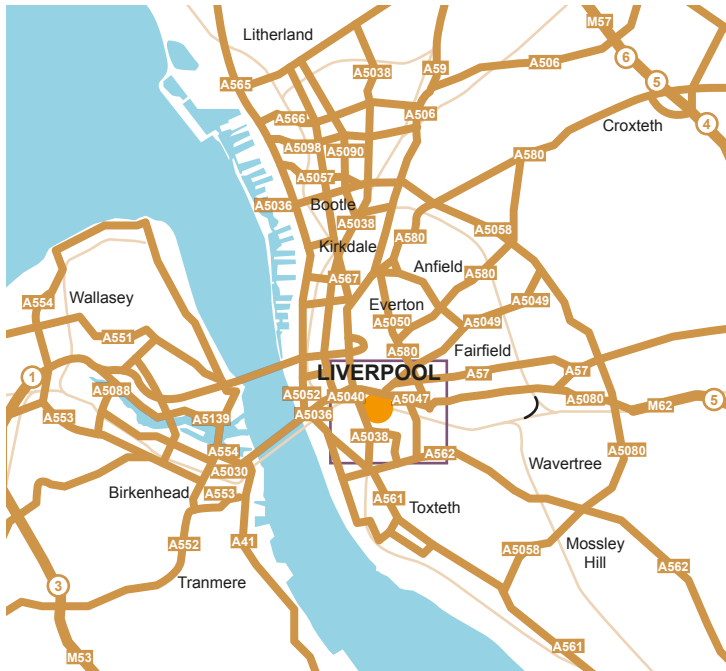 M57
Litherland
6
A5038
A59
A506
A565
5
A566
A506
4
Croxteth
A5098
A5090
A580
A5057
A5036
Bootle
A5038
A5058
A580
Kirkdale
Anfield
A567
A580
Wallasey
A554
Everton
A5049
A5050
A5049
A551
A580
Fairfield
LIVERPOOL
A57
A57
1
A5088
A5052
A5040
A5047
A5080
M62
5
A553
A5036
A5139
A5038
A554
A562
A5080
A5030
Wavertree
Birkenhead
A553
A561
Toxteth
A552
A41
A5058
Mossley
Hill
A562
3
Tranmere
A561
M53